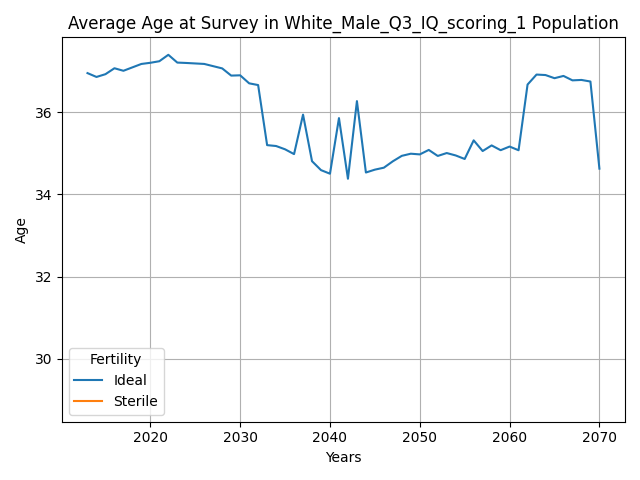 Average Age at Survey in White_Male_Q3_IQ_scoring_1 Population
Age
36
34
32
30
Fertility
Ideal
Sterile
2020 2030 2040 2050 2060 2070
Years